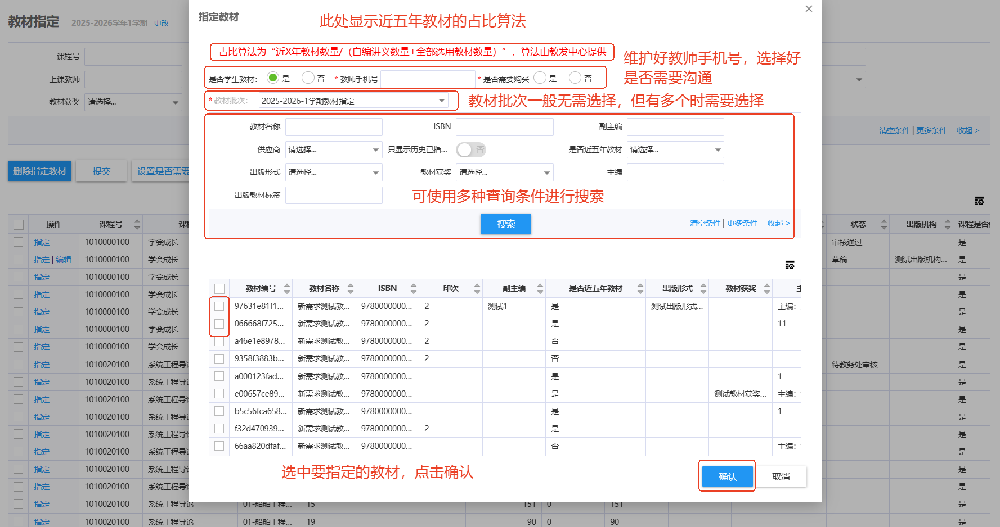 教材指定 2025-2026学年1学期 更改
课程号
上课教师
教材获奖 请选择...
清空条件 | 更多条件 收起 >
删除指定教材 提交 设置是否需要
指定教材
此处显示近五年教材的占比算法
占比算法为“近X年教材数量/（自编讲义数量+全部选用教材数量）”，算法由教发中心提供
维护好教师手机号，选择好
是否需要沟通
是否学生教材: 是 否 * 教师手机号 * 是否需要购买 是 否
* 教材批次: 2025-2026-1学期教材指定
教材批次一般无需选择，但有多个时需要选择
教材名称 ISBN 副主编
供应商 请选择... 只显示历史已指... 否 是否近五年教材 请选择...
出版形式 请选择... 教材获奖 请选择... 主编
出版教材标签
可使用多种查询条件进行搜索
搜索 清空条件 | 更多条件 收起 >
教材编号 教材名称 ISBN 印次 副主编 是否近五年教材 出版形式 教材获奖
97631e81f1... 新需求测试教... 9780000000... 2 测试1 是 测试出版形式... 主编:
066668f725... 新需求测试教... 9780000000... 2 是 11
a46e1e8978... 新需求测试教... 9780000000... 2 否
9358f3883b... 新需求测试教... 9780000000... 2 否
a000123fad... 新需求测试教... 9780000000... 是 1
e00657ce89... 新需求测试教... 9780000000... 是 测试教材获奖... 主编:
b5c56fca658... 新需求测试教... 9780000000... 是 1
f32d470939... 新需求测试教... 9780000000... 2 是
66aa820dfaf... 新需求测试教... 9780000000... 否 主编:
选中要指定的教材，点击确认
确认 取消
操作 课程号 课 状态 出版机构 课程是否
指定 1010000100 学会成长 审核通过 是
指定 | 编辑 1010000100 学会成长 草稿 测试出版机构... 是
指定 1010000100 学会成长 是
指定 1010000100 学会成长 是
指定 1010000100 学会成长 是
指定 1010000100 学会成长 是
指定 1010000100 学会成长 是
指定 1010020100 系统工程导 待教务处审核 是
指定 1010020100 系统工程导 是
指定 1010020100 系统工程导 是
指定 1010020100 系统工程导 是
指定 1010020100 系统工程导 是
指定 1010020100 系统工程导 是
指定 1010020100 系统工程导 是
指定 1010020100 系统工程导 是
指定 1010020100 系统工程导论 01-船舶工程... 15 151 0 151 是
指定 1010020100 系统工程导论 01-船舶工程... 19 90 0 90 是